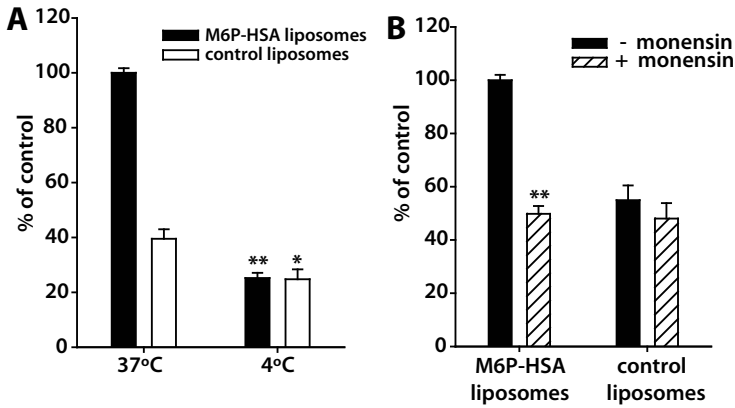 A
M6P-HSA liposomes
control liposomes
% of control
120
100
80
60
40
20
0
** *
37ºC 4ºC
B
- monensin
+ monensin
% of control
120
100
80
60
40
20
0
**
M6P-HSA control
liposomes liposomes